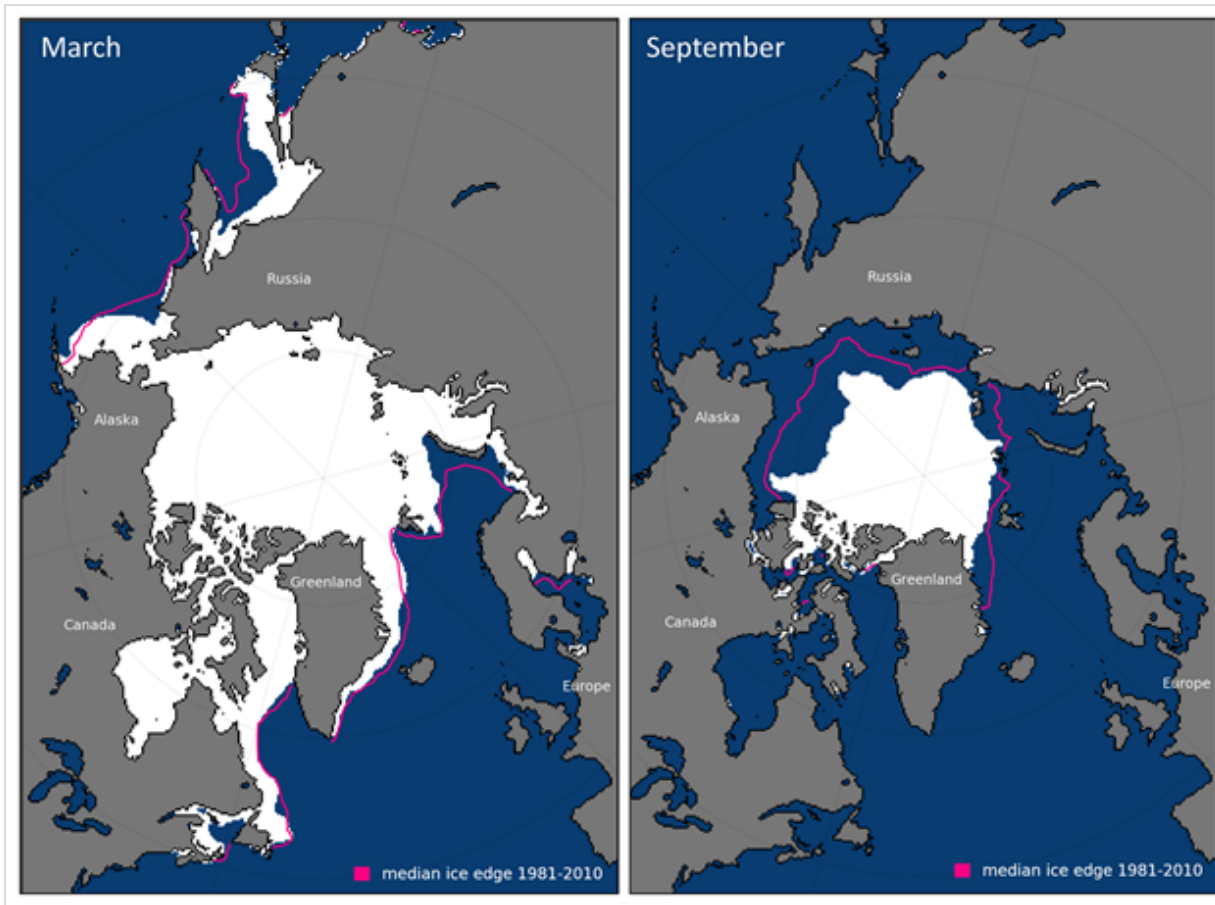 March
Russia
Alaska
Greenland
Canada
Europe
median ice edge 1981-2010
September
Russia
Alaska
Greenland
Canada
Europe
median ice edge 1981-2010